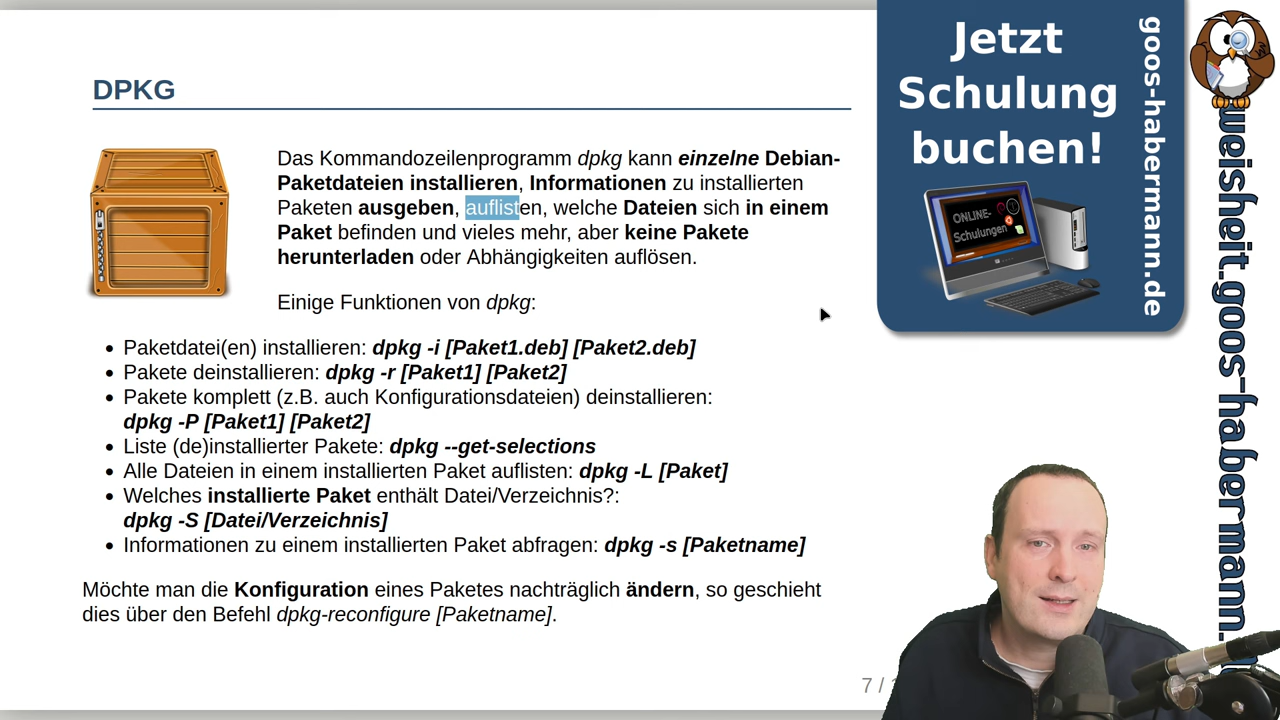 DPKG
Das Kommandozeilenprogramm dpkg kann einzelne Debian-
Paketdateien installieren, Informationen zu installierten
Paketen ausgeben, auflisten, welche Dateien sich in einem
Paket befinden und vieles mehr, aber keine Pakete
herunterladen oder Abhängigkeiten auflösen.
Einige Funktionen von dpkg:
• Paketdatei(en) installieren: dpkg -i [Paket1.deb] [Paket2.deb]
• Pakete deinstallieren: dpkg -r [Paket1] [Paket2]
• Pakete komplett (z.B. auch Konfigurationsdateien) deinstallieren:
dpkg -P [Paket1] [Paket2]
• Liste (de)installierter Pakete: dpkg --get-selections
• Alle Dateien in einem installierten Paket auflisten: dpkg -L [Paket]
• Welches installierte Paket enthält Datei/Verzeichnis?:
dpkg -S [Datei/Verzeichnis]
• Informationen zu einem installierten Paket abfragen: dpkg -s [Paketname]
Möchte man die Konfiguration eines Paketes nachträglich ändern, so geschieht
dies über den Befehl dpkg-reconfigure [Paketname].
7 /
Jetzt
Schulung
buchen!
ONLINE-
Schulungen
goos-habermann.de
weisheit.goos-habermann.